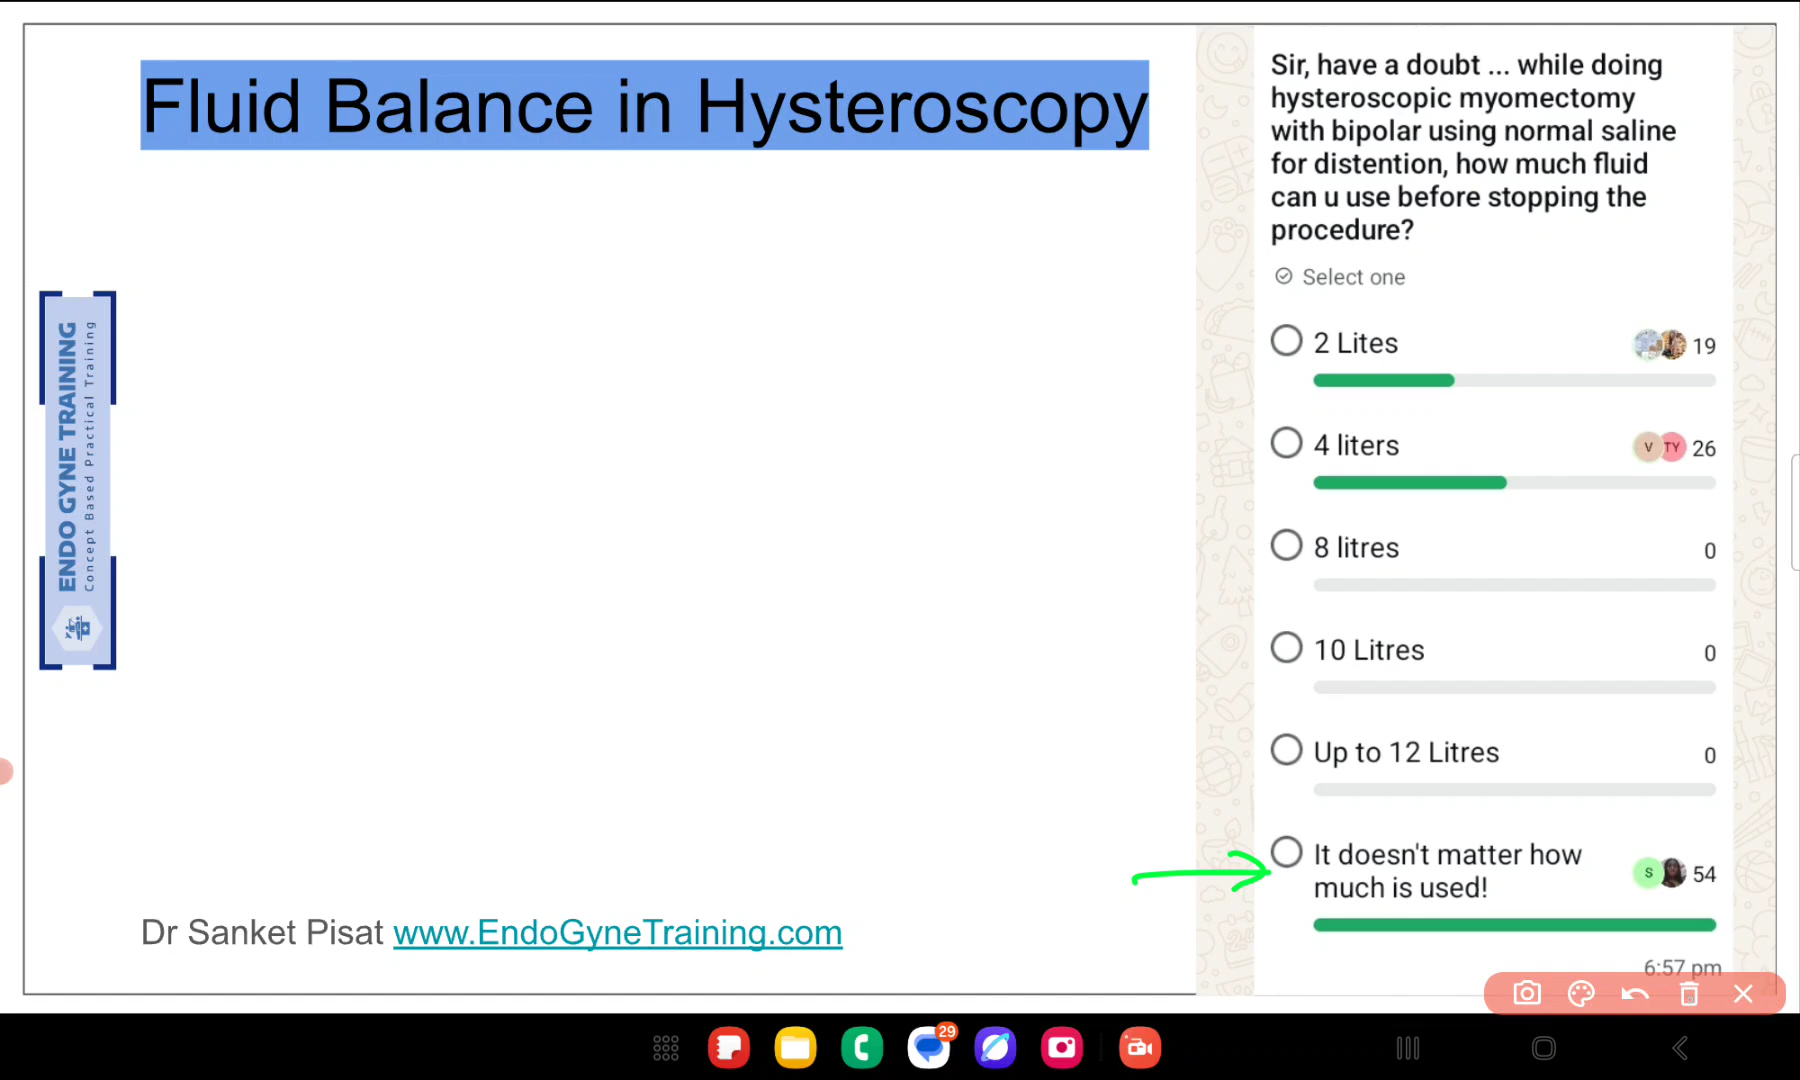 Fluid Balance in Hysteroscopy
ENDO GYNE TRAINING
Concept Based Practical Training
Dr Sanket Pisat www.EndoGyneTraining.com
Sir, have a doubt ... while doing
hysteroscopic myomectomy
with bipolar using normal saline
for distention, how much fluid
can u use before stopping the
procedure?
Select one
2 Lites 19
4 liters V TY 26
8 litres 0
10 Litres 0
Up to 12 Litres 0
It doesn't matter how
much is used! S 54
6:57 pm
29